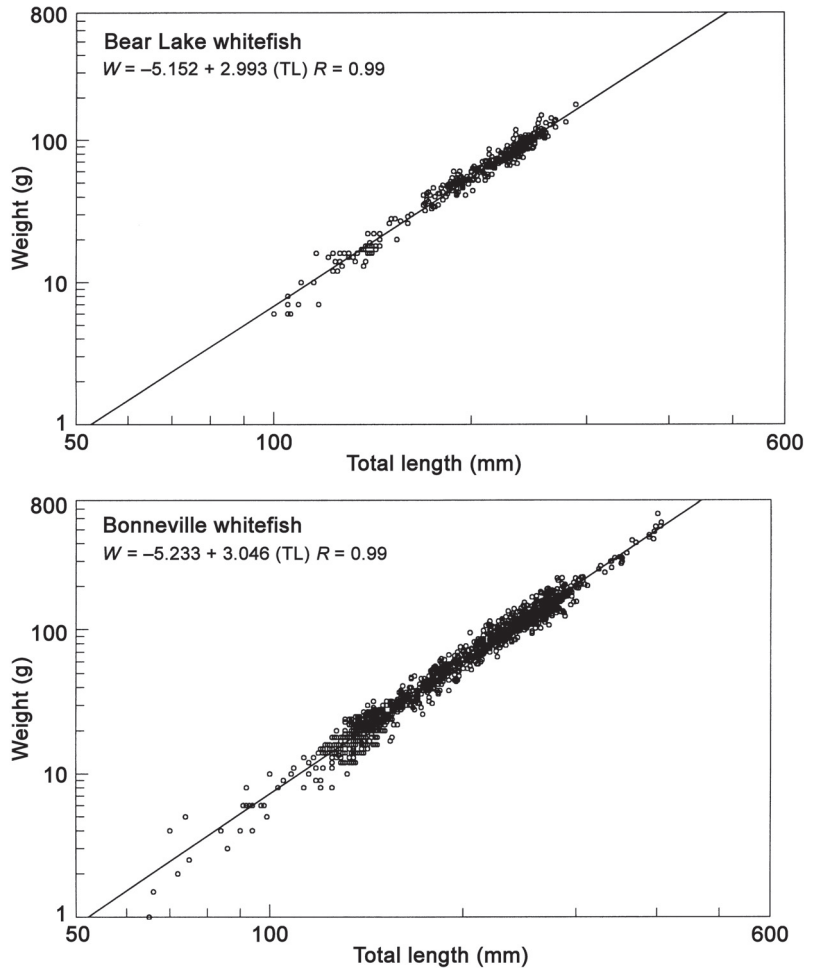 800
Bear Lake whitefish
W = –5.152 + 2.993 (TL) R = 0.99
100
Weight (g)
10
1
50 100 600
Total length (mm)
800
Bonneville whitefish
W = –5.233 + 3.046 (TL) R = 0.99
100
Weight (g)
10
1
50 100 600
Total length (mm)